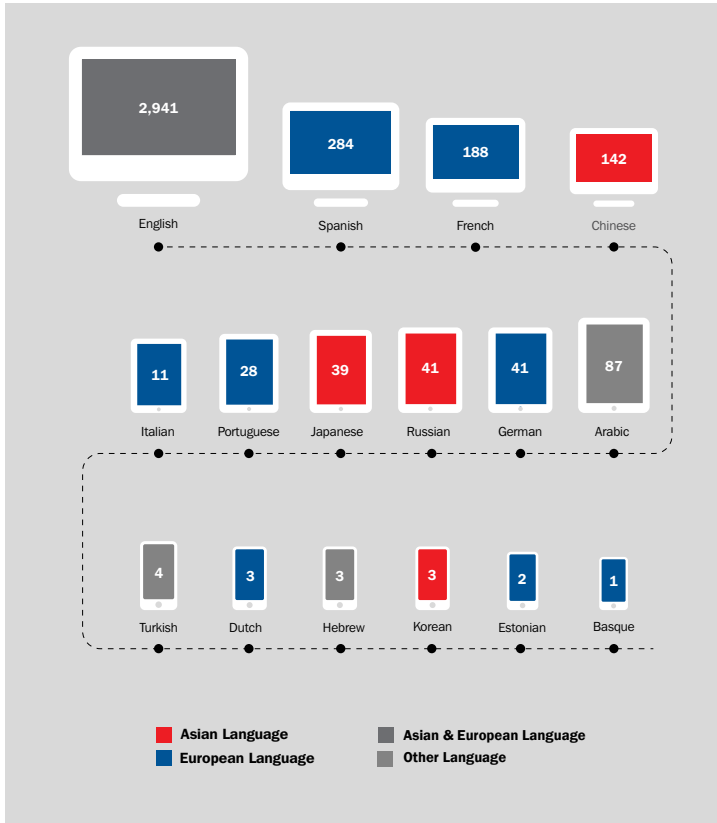 2,941
284
188
142
English
Spanish
French
Chinese
11
28
39
41
41
87
Italian
Portuguese
Japanese
Russian
German
Arabic
4
3
3
3
2
1
Turkish
Dutch
Hebrew
Korean
Estonian
Basque
Asian Language
Asian & European Language
European Language
Other Language